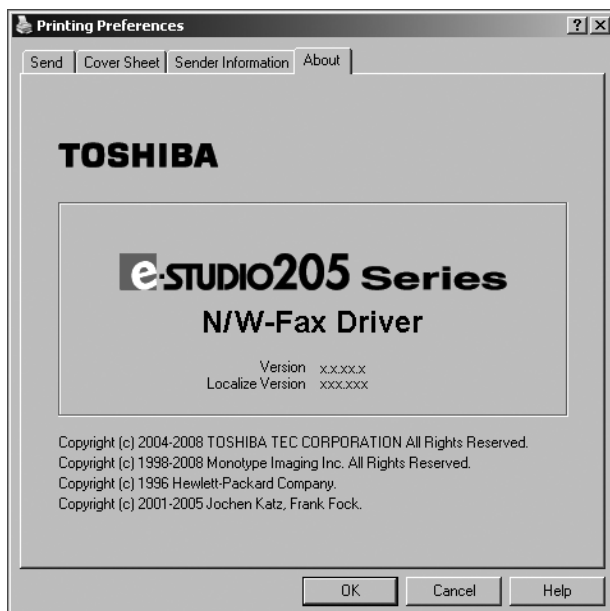 Printing Preferences
Send Cover Sheet Sender Information About
TOSHIBA
e-STUDIO205 Series
N/W-Fax Driver
Version x.x.xx.x
Localize Version xxx.xxx
Copyright (c) 2004-2008 TOSHIBA TEC CORPORATION All Rights Reserved.
Copyright (c) 1998-2008 Monotype Imaging Inc. All Rights Reserved.
Copyright (c) 1996 Hewlett-Packard Company.
Copyright (c) 2001-2005 Jochen Katz, Frank Fock.
OK Cancel Help